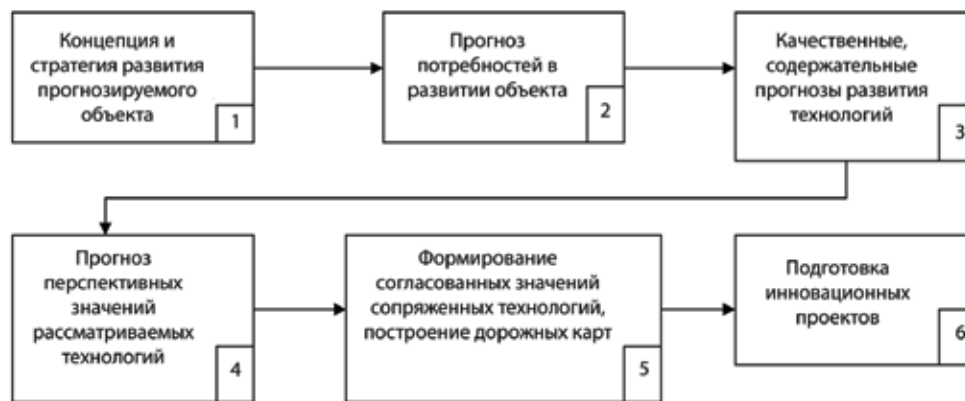 Концепция и
стратегия развития
прогнозируемого
объекта
1
Прогноз
потребностей в
развитии объекта
2
Качественные,
содержательные
прогнозы развития
технологий
3
Прогноз
перспективных
значений
рассматриваемых
технологий
4
Формирование
согласованных значений
сопряженных технологий,
построение дорожных карт
5
Подготовка
инновационных
проектов
6